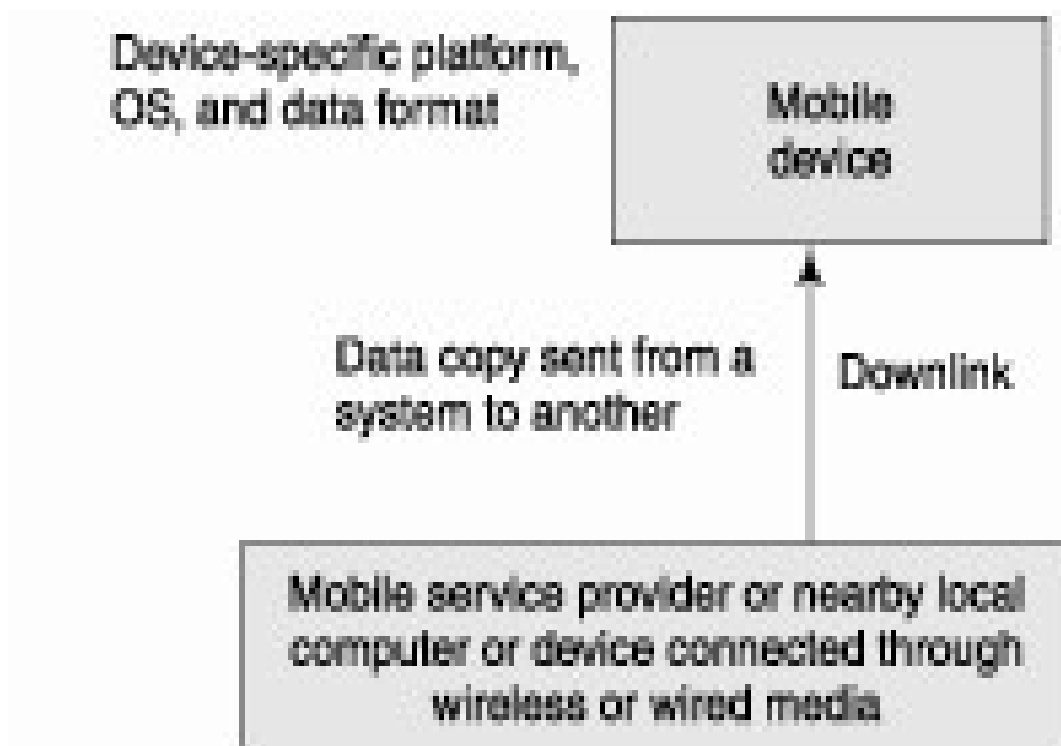 Device-specific platform,
OS, and data format
Mobile
device
Data copy sent from a
system to another
Downlink
Mobile service provider or nearby local
computer or device connected through
wireless or wired media